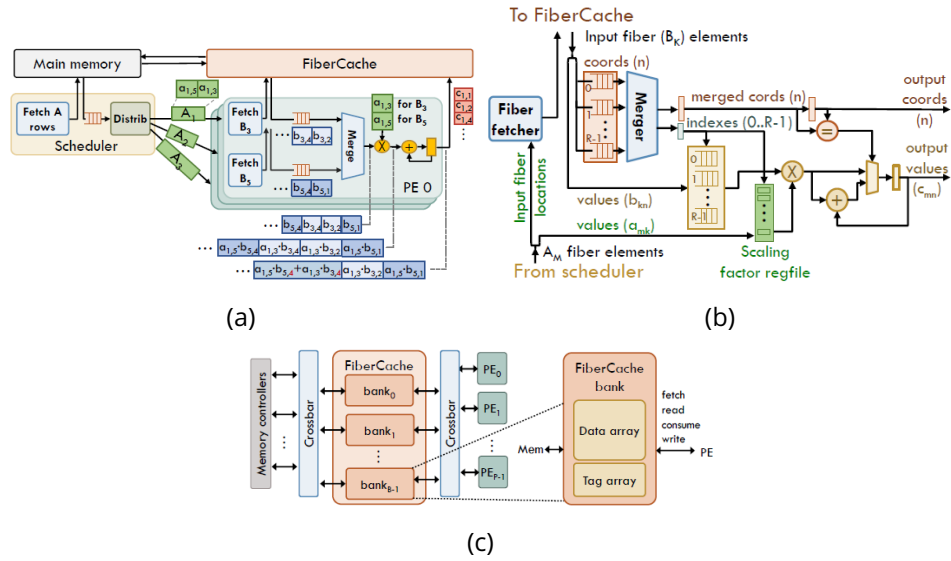 Main memory
FiberCache
Fetch A
rows
Distrib
Scheduler
a1,5 a1,3
A1
A2
A3
Fetch
B3
Fetch
B5
... b3,4 b3,2
... b5,4 b5,1
Merge
a1,3
a1,5
for B3
for B5
×
+
PE 0
c1,1
c1,2
c1,4
... b5,4 b3,4 b3,2 b5,1
... a1,5·b5,4 a1,3·b3,4 a1,3·b3,2 a1,5·b5,1
... a1,5·b5,4+a1,3·b3,4 a1,3·b3,2 a1,5·b5,1
(a)
To FiberCache
Input fiber (BK) elements
coords (n)
Fiber
fetcher
0
1
R-1
Merger
merged cords (n)
indexes (0..R-1)
=
output
coords
(n)
Input fiber
locations
0
1
R-1
×
+
output
values
(cmn)
values (bkn)
values (amk)
AM fiber elements
From scheduler
Scaling
factor regfile
(b)
Memory controllers
Crossbar
FiberCache
bank0
bank1
bankB-1
Crossbar
PE0
PE1
PEP-1
FiberCache
bank
Data array
Tag array
Mem
fetch
read
consume
write
PE
(c)